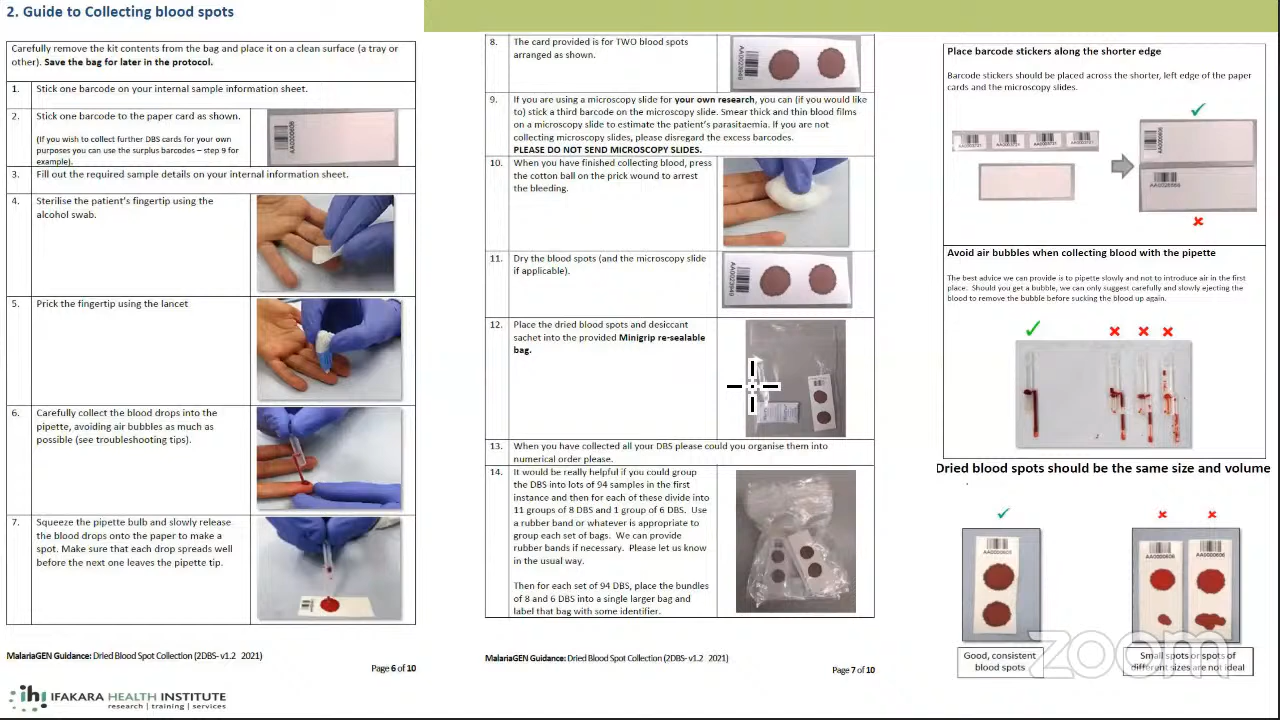 2. Guide to Collecting blood spots
Carefully remove the kit contents from the bag and place it on a clean surface (a tray or
other). Save the bag for later in the protocol.
1. Stick one barcode on your internal sample information sheet.
2. Stick one barcode to the paper card as shown.
(If you wish to collect further DBS cards for your own
purposes you can use the surplus barcodes – step 9 for
example).
AA0000606
3. Fill out the required sample details on your internal information sheet.
4. Sterilise the patient's fingertip using the
alcohol swab.
5. Prick the fingertip using the lancet
6. Carefully collect the blood drops into the
pipette, avoiding air bubbles as much as
possible (see troubleshooting tips).
7. Squeeze the pipette bulb and slowly release
the blood drops onto the paper to make a
spot. Make sure that each drop spreads well
before the next one leaves the pipette tip.
MalariaGEN Guidance: Dried Blood Spot Collection (2DBS- v1.2 2021)
Page 6 of 10
IFAKARA HEALTH INSTITUTE
research | training | services
8. The card provided is for TWO blood spots
arranged as shown.
9. If you are using a microscopy slide for your own research, you can (if you would like
to) stick a third barcode on the microscopy slide. Smear thick and thin blood films
on a microscopy slide to estimate the patient's parasitaemia. If you are not
collecting microscopy slides, please disregard the excess barcodes.
PLEASE DO NOT SEND MICROSCOPY SLIDES.
10. When you have finished collecting blood, press
the cotton ball on the prick wound to arrest
the bleeding.
11. Dry the blood spots (and the microscopy slide
if applicable).
12. Place the dried blood spots and desiccant
sachet into the provided Minigrip re-sealable
bag.
13. When you have collected all your DBS please could you organise them into
numerical order please.
14. It would be really helpful if you could group
the DBS into lots of 94 samples in the first
instance and then for each of these divide into
11 groups of 8 DBS and 1 group of 6 DBS. Use
a rubber band or whatever is appropriate to
group each set of bags. We can provide
rubber bands if necessary. Please let us know
in the usual way.
Then for each set of 94 DBS, place the bundles
of 8 and 6 DBS into a single larger bag and
label that bag with some identifier.
MalariaGEN Guidance: Dried Blood Spot Collection (2DBS- v1.2 2021)
Page 7 of 10
Place barcode stickers along the shorter edge
Barcode stickers should be placed across the shorter, left edge of the paper
cards and the microscopy slides.
Avoid air bubbles when collecting blood with the pipette
The best advice we can provide is to pipette slowly and not to introduce air in the first
place. Should you get a bubble, we can only suggest carefully and slowly ejecting the
blood to remove the bubble before sucking the blood up again.
Dried blood spots should be the same size and volume
AA0000606
AA0000606 AA0000606
Good, consistent
blood spots
Small spots or spots of
different sizes are not ideal
zoom